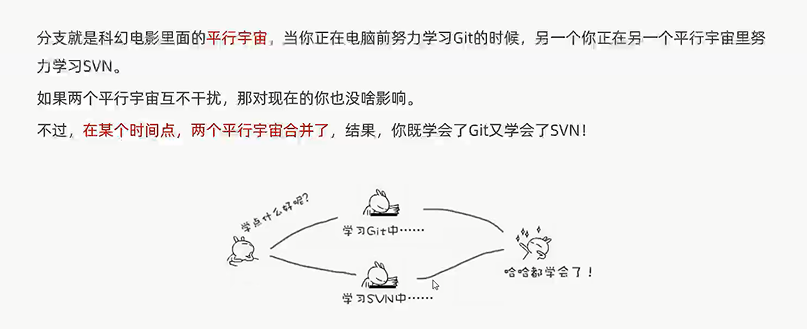 分支就是科幻电影里面的平行宇宙，当你正在电脑前努力学习Git的时候，另一个你正在另一个平行宇宙里努
力学习SVN。
如果两个平行宇宙互不干扰，那对现在的你也没啥影响。
不过，在某个时间点，两个平行宇宙合并了，结果，你既学会了Git又学会了SVN！
学点什么好呢?
学习Git中……
哈哈都学会了！
学习SVN中……